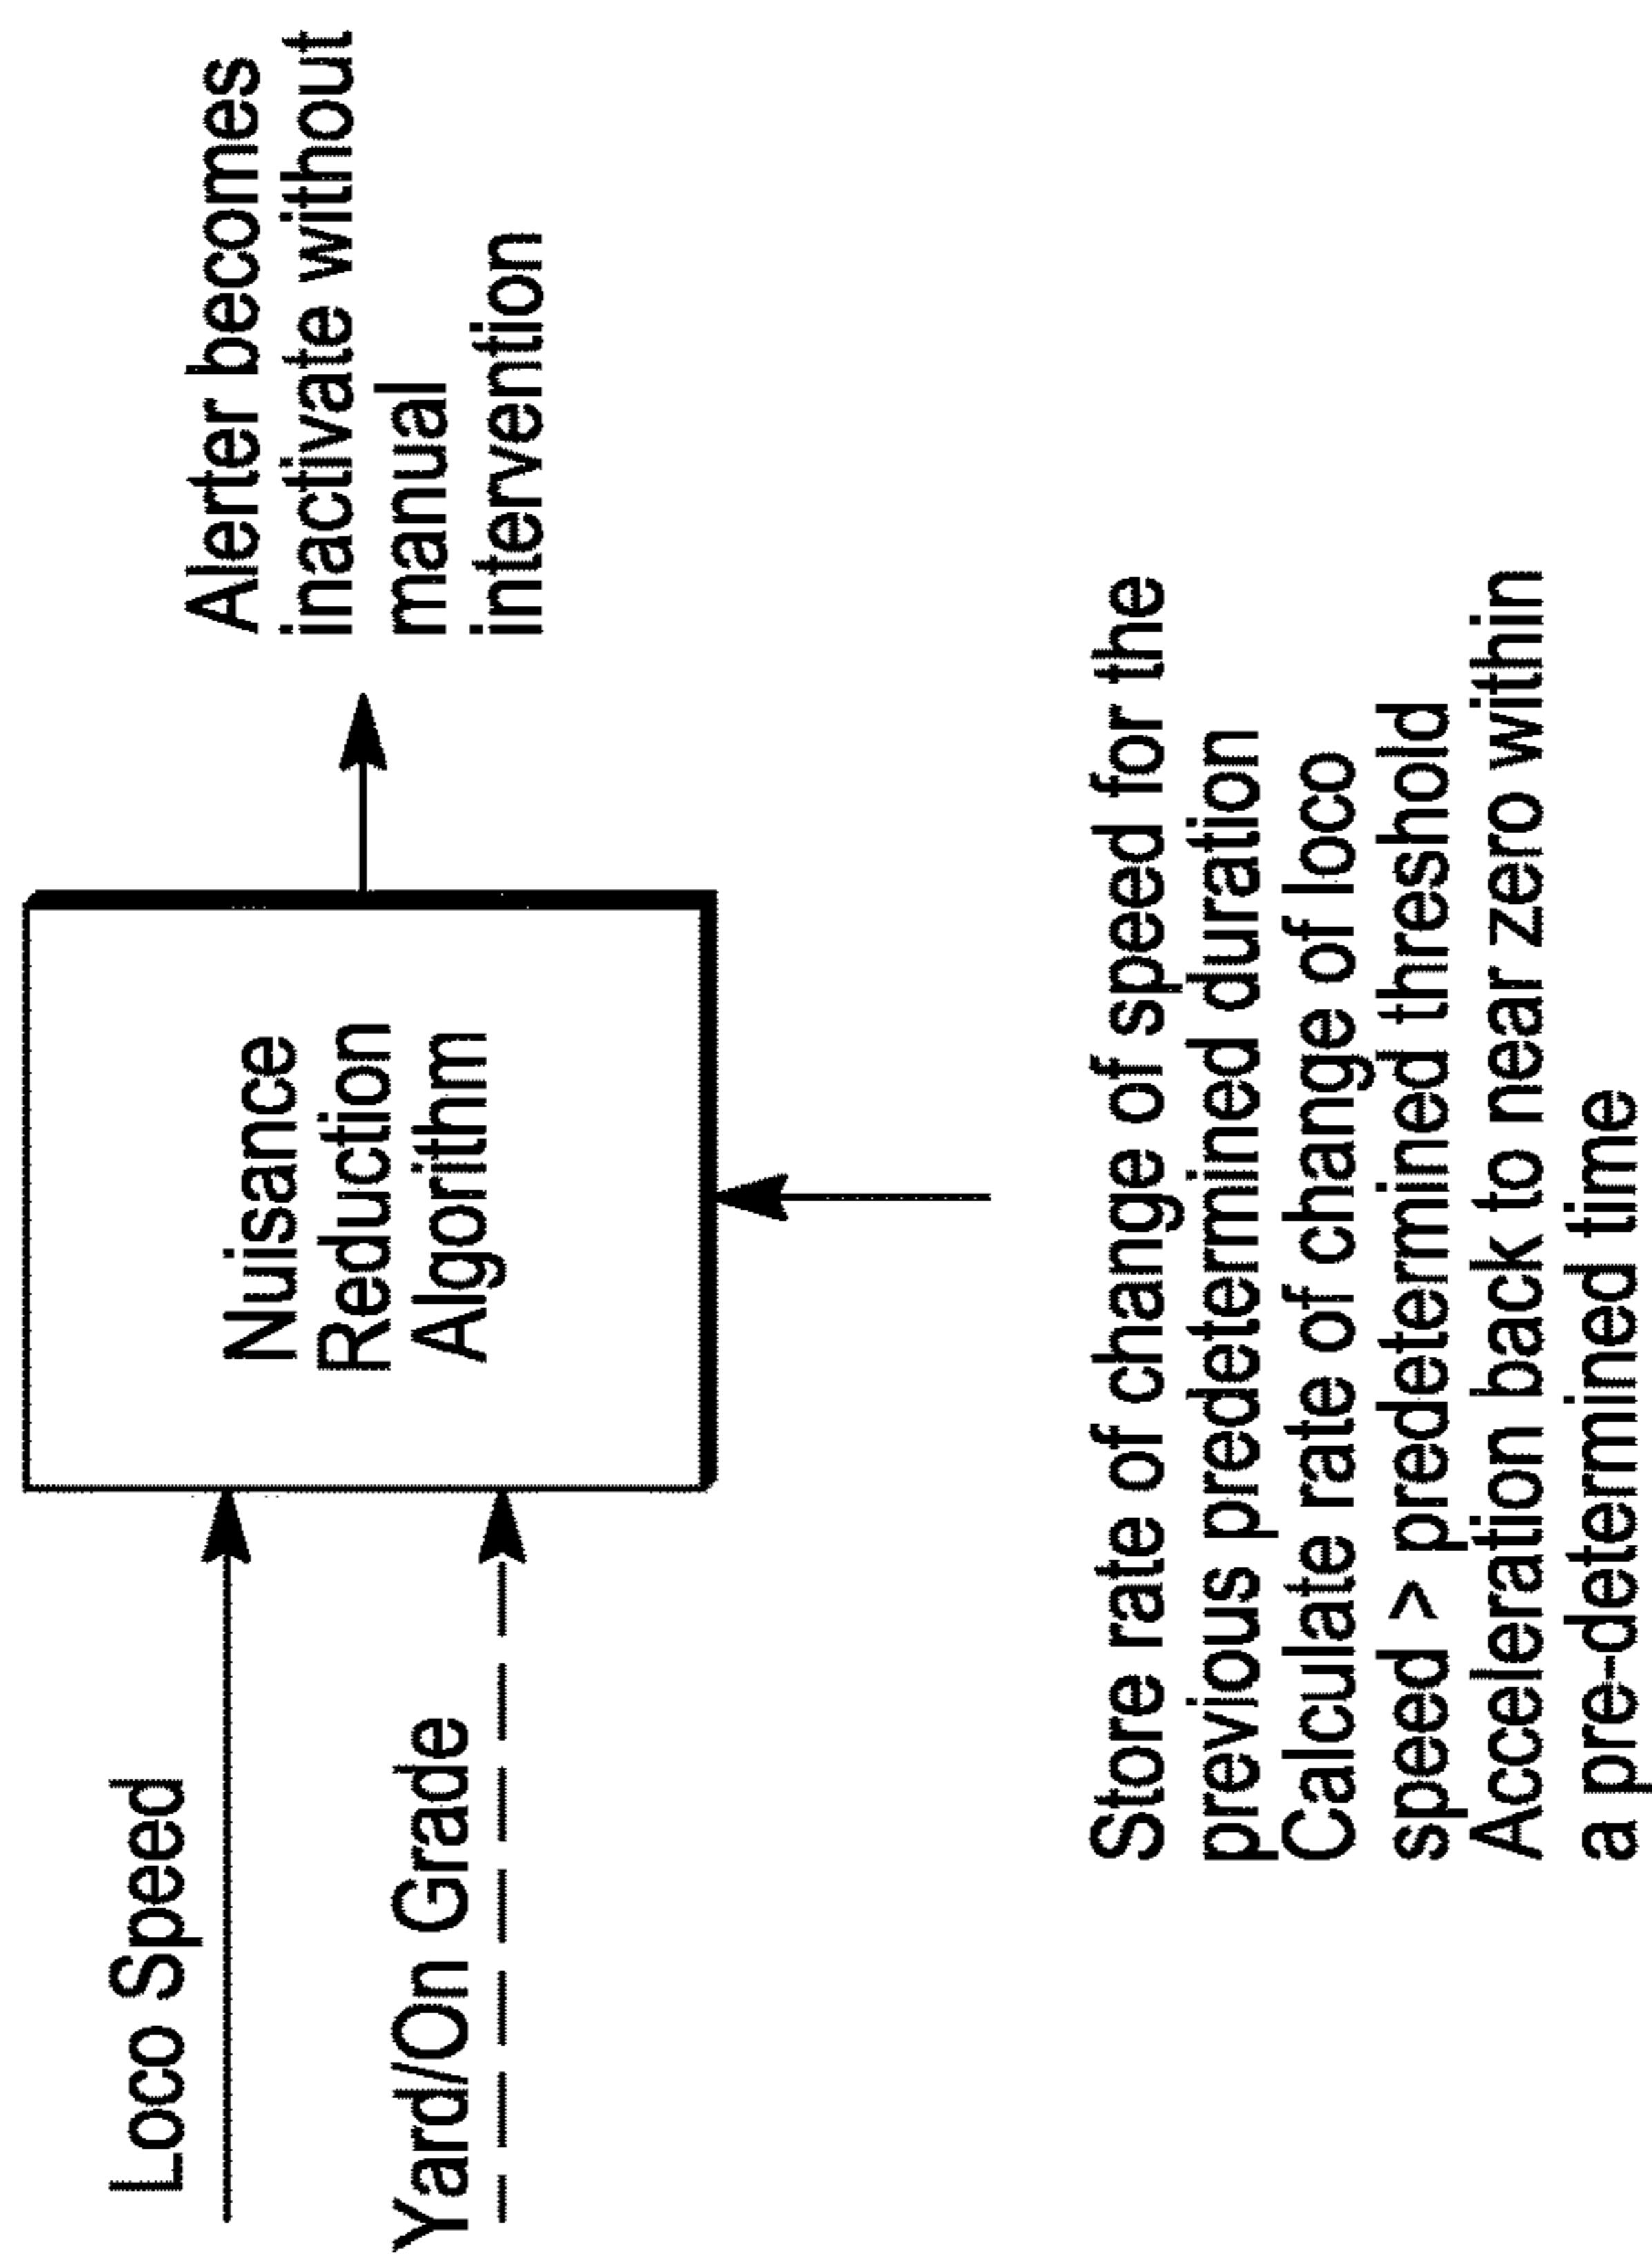 Loco Speed
Yard/On Grade
Nuisance
Reduction
Algorithm
Alerter becomes
inactivate without
manual
intervention
Store rate of change of speed for the
previous predetermined duration
Calculate rate of change of loco
speed > predetermined threshold
Acceleration back to near zero within
a pre-determined time